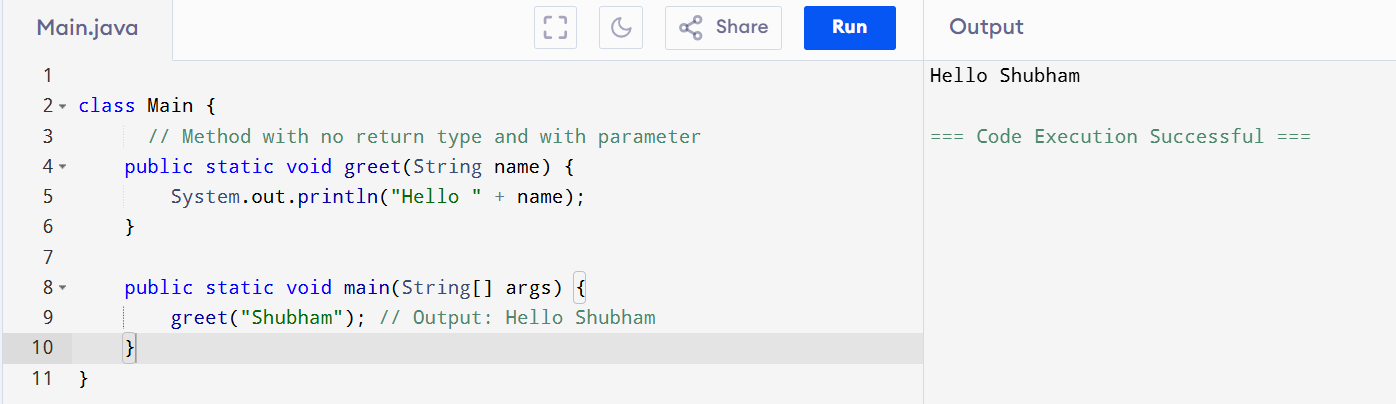 Main.java
Share
Run
Output
1
2 class Main {
3 // Method with no return type and with parameter
4 public static void greet(String name) {
5 System.out.println("Hello " + name);
6 }
7
8 public static void main(String[] args) {
9 greet("Shubham"); // Output: Hello Shubham
10 }
11 }
Hello Shubham
=== Code Execution Successful ===